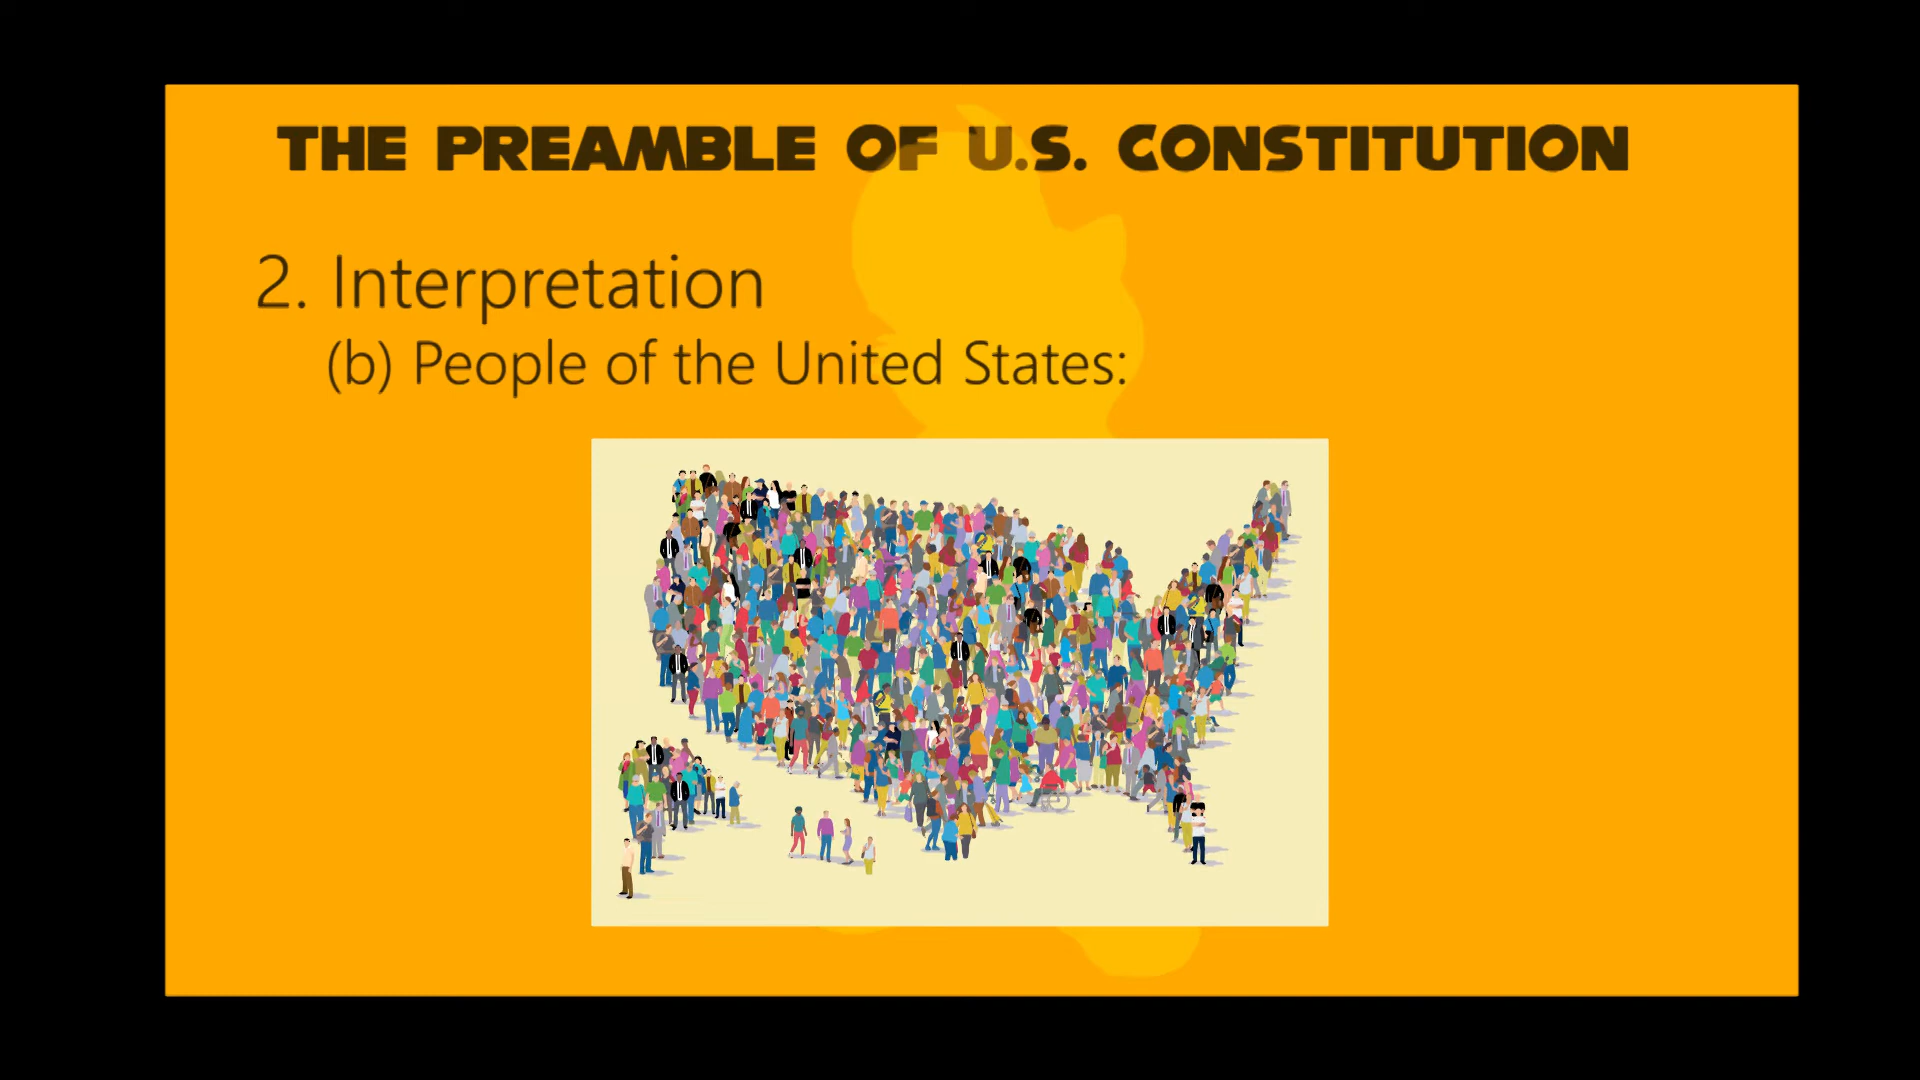 THE PREAMBLE OF U.S. CONSTITUTION
2. Interpretation
(b) People of the United States: